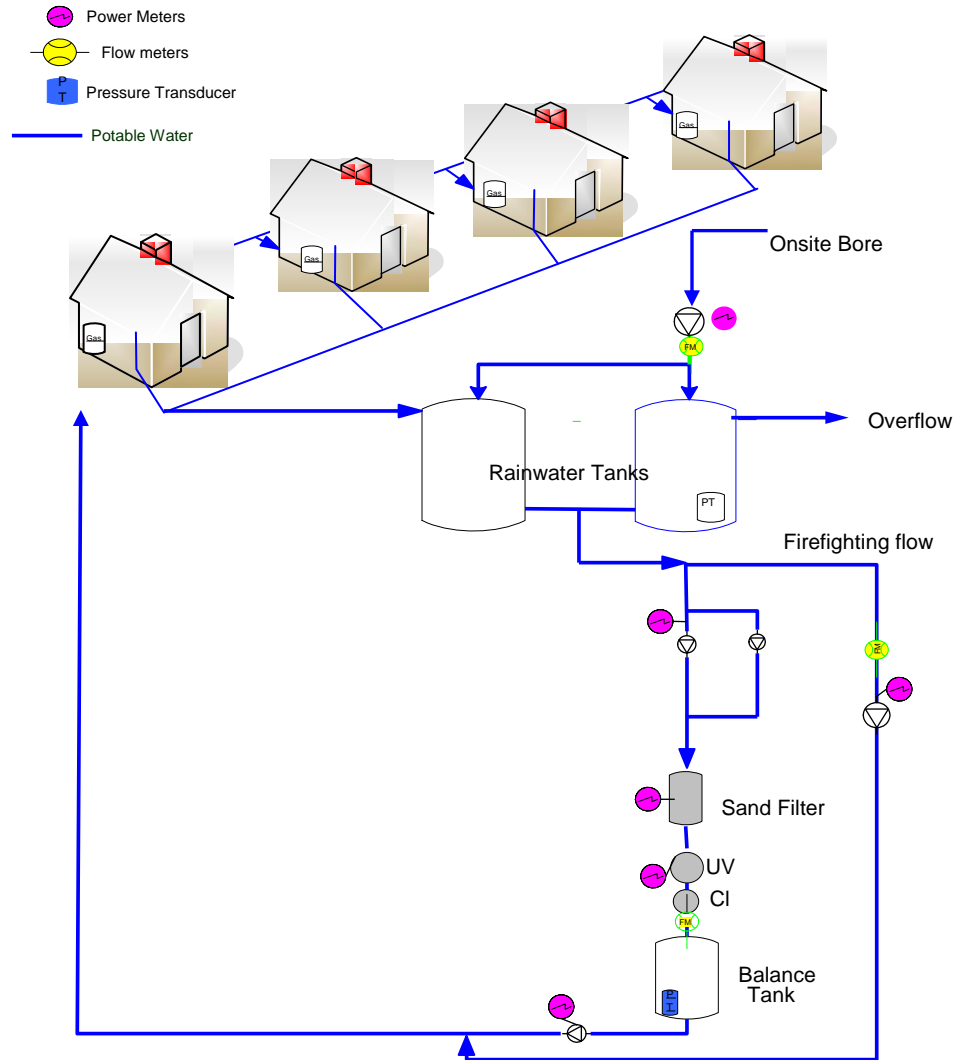 Power Meters
Flow meters
P
T
Pressure Transducer
Potable Water
Gas
Gas
Gas
Gas
Onsite Bore
FM
Overflow
Rainwater Tanks
PT
Firefighting flow
FM
Sand Filter
UV
Cl
FM
Balance
Tank
P
T